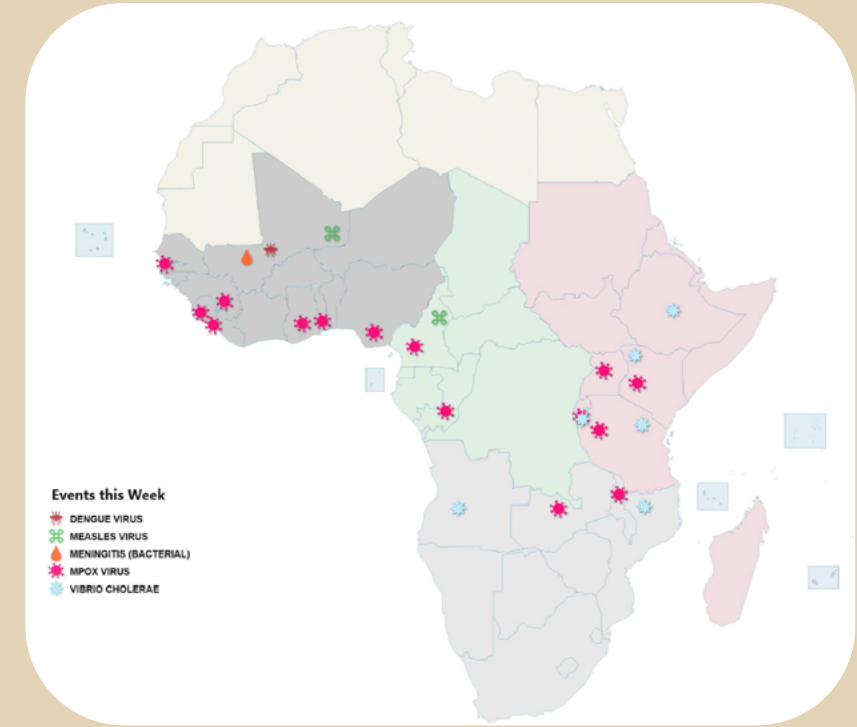 Events this Week
DENGUE VIRUS
MEASLES VIRUS
MENINGITIS (BACTERIAL)
MPOX VIRUS
VIBRIO CHOLERAE